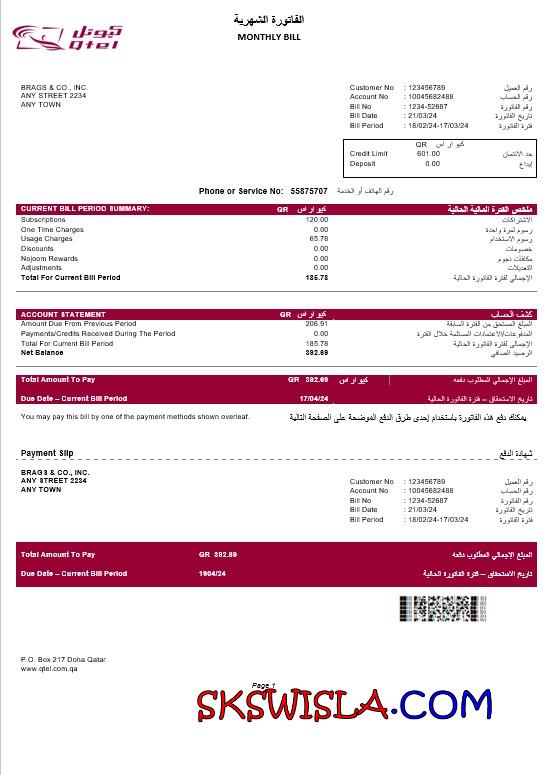 الفاتورة الشهرية
MONTHLY BILL
كيوتل
Qtel
BRAGS & CO., INC.
ANY STREET 2234
ANY TOWN
Customer No : 123456789 رقم العميل
Account No : 10045682488 رقم الحساب
Bill No : 1234-52687 رقم الفاتورة
Bill Date : 21/03/24 تاريخ الفاتورة
Bill Period : 18/02/24-17/03/24 فترة الفاتورة
QR كيو ار اس
Credit Limit 601.00 حد الائتمان
Deposit 0.00 إيداع
Phone or Service No: 55875707 رقم الهاتف أو الخدمة
CURRENT BILL PERIOD SUMMARY: QR كيو ار اس ملخص الفترة المالية الحالية
Subscriptions 120.00 الاشتراكات
One Time Charges 0.00 رسوم لمرة واحدة
Usage Charges 65.78 رسوم الاستخدام
Discounts 0.00 خصومات
Nojoom Rewards 0.00 مكافآت نجوم
Adjustments 0.00 التعديلات
Total For Current Bill Period 185.78 الإجمالي لفترة الفاتورة الحالية
ACCOUNT STATEMENT QR كيو ار اس كشف الحساب
Amount Due From Previous Period 206.91 المبلغ المستحق من الفترة السابقة
Payments/Credits Received During The Period 0.00 المدفوعات/الاعتمادات المستلمة خلال الفترة
Total For Current Bill Period 185.78 الإجمالي لفترة الفاتورة الحالية
Net Balance 392.69 الرصيد الصافي
Total Amount To Pay QR 392.69 كيو ار اس المبلغ الإجمالي المطلوب دفعه
Due Date – Current Bill Period 17/04/24 تاريخ الاستحقاق – فترة الفاتورة الحالية
You may pay this bill by one of the payment methods shown overleaf. يمكنك دفع هذه الفاتورة باستخدام إحدى طرق الدفع الموضحة على الصفحة التالية
Payment Slip شهادة الدفع
BRAGS & CO., INC.
ANY STREET 2234
ANY TOWN
Customer No : 123456789 رقم العميل
Account No : 10045682488 رقم الحساب
Bill No : 1234-52687 رقم الفاتورة
Bill Date : 21/03/24 تاريخ الفاتورة
Bill Period : 18/02/24-17/03/24 فترة الفاتورة
Total Amount To Pay QR 392.69 المبلغ الإجمالي المطلوب دفعه
Due Date – Current Bill Period 1904/24 تاريخ الاستحقاق – فترة الفاتورة الحالية
P.O. Box 217 Doha Qatar
www.qtel.com.qa
Page 1
SKSWISLA.COM